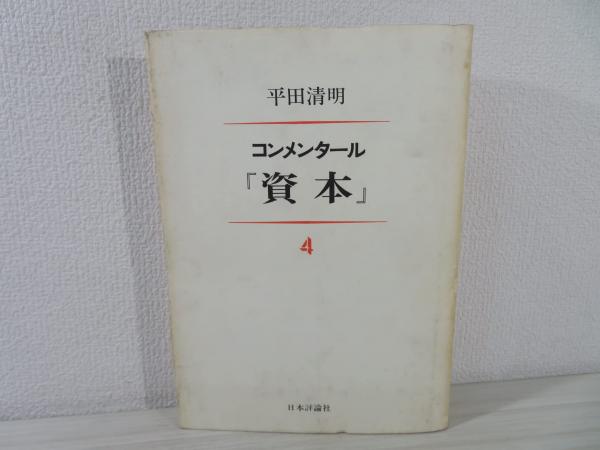 平田清明
コンメンタール
『資本』
4
日本評論社